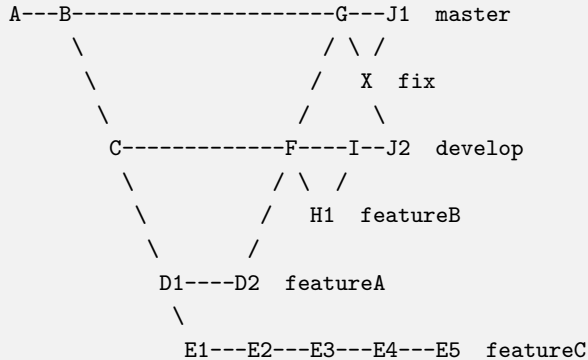 A---B---------------------G---J1 master
\ / \ /
\ / X fix
\ / \
C-------------F----I--J2 develop
\ / \ /
\ / H1 featureB
\ /
D1----D2 featureA
\
E1---E2---E3---E4---E5 featureC